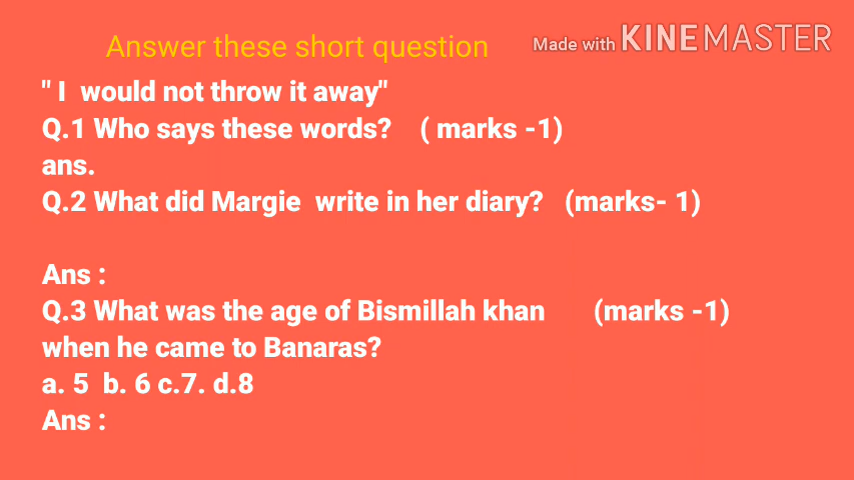 Answer these short question
Made with KINEMASTER
" I  would not throw it away"
Q.1 Who says these words?    ( marks -1)
ans.
Q.2 What did Margie  write in her diary?   (marks- 1)
Ans :
Q.3 What was the age of Bismillah khan       (marks -1)
when he came to Banaras?
a. 5  b. 6 c.7. d.8
Ans :